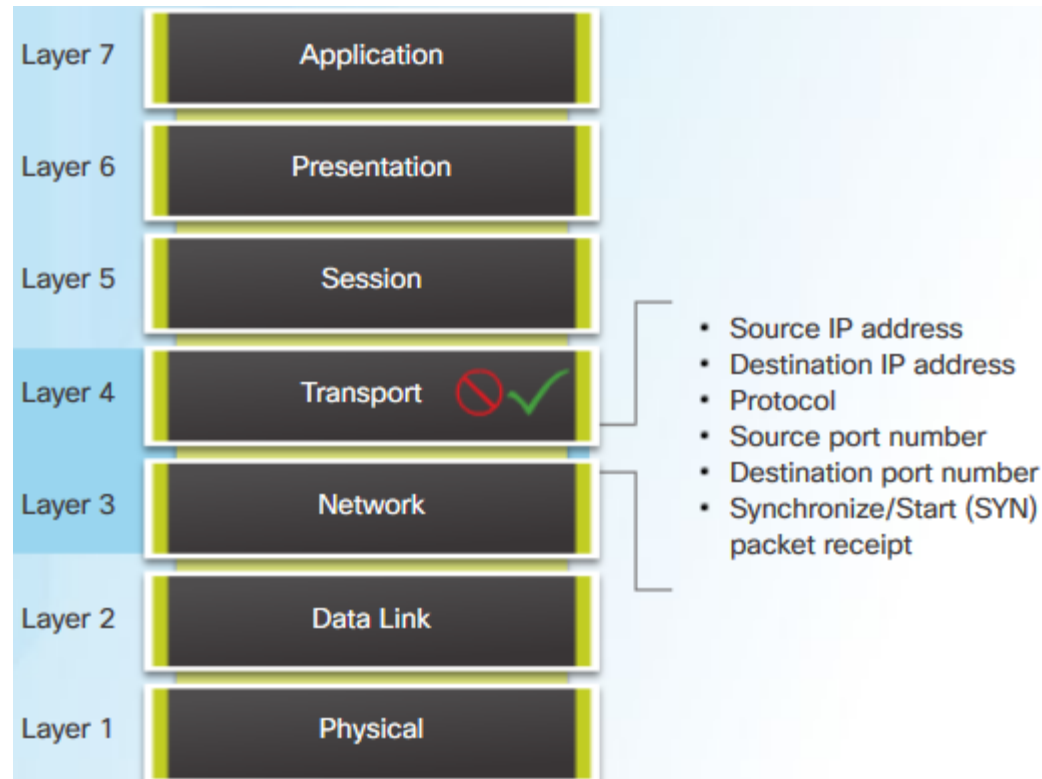 Layer 7
Application
Layer 6
Presentation
Layer 5
Session
Layer 4
Transport
Layer 3
Network
Layer 2
Data Link
Layer 1
Physical
• Source IP address
• Destination IP address
• Protocol
• Source port number
• Destination port number
• Synchronize/Start (SYN)
packet receipt